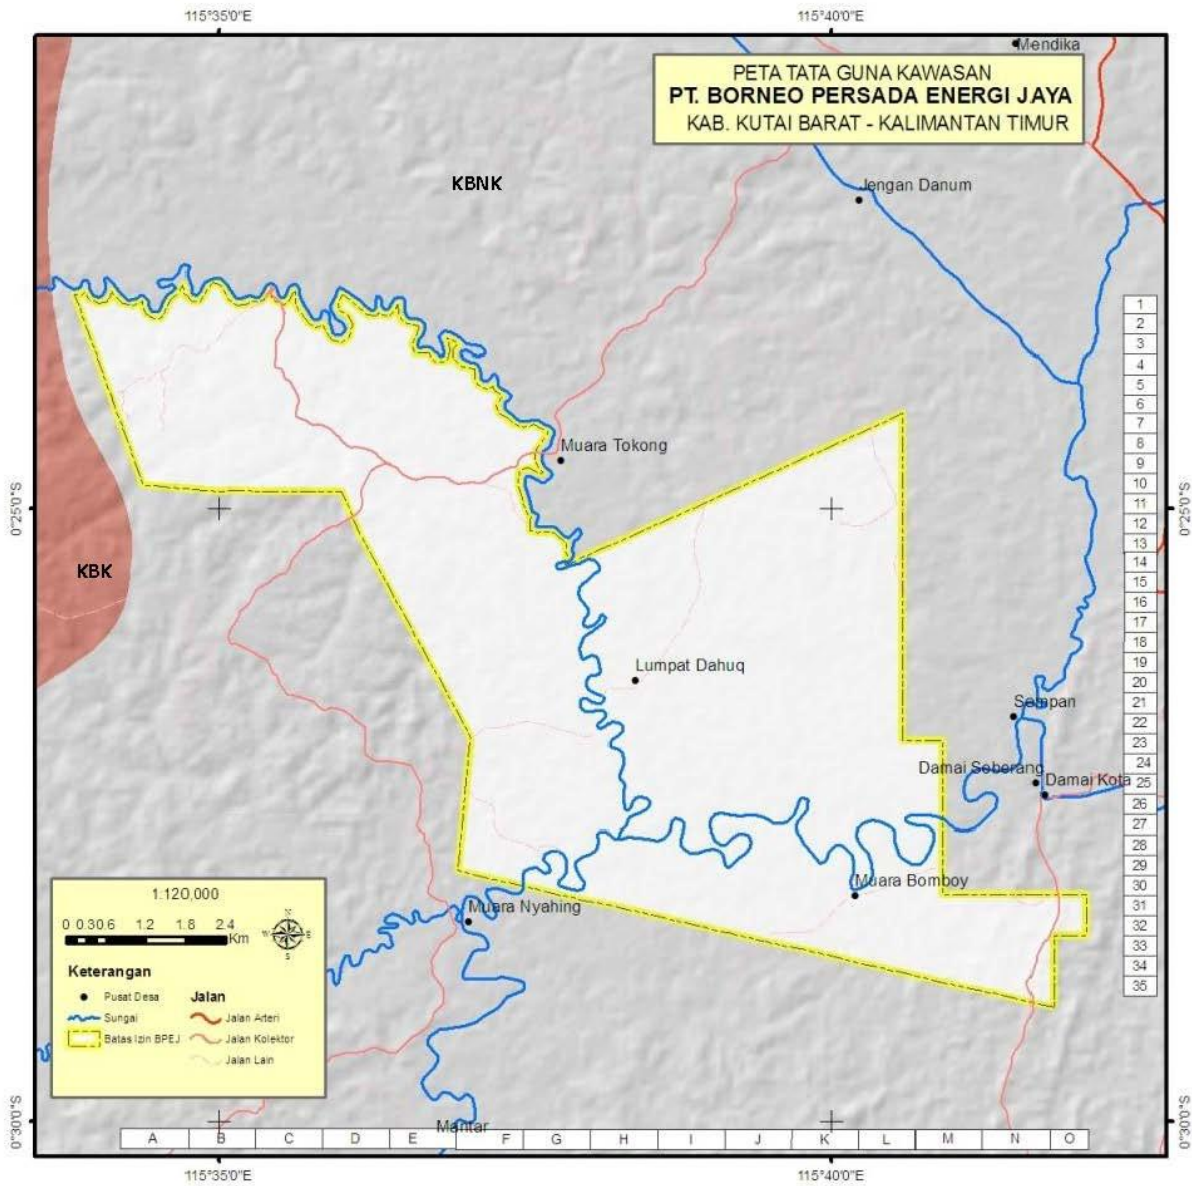 115°35'0"E
115°40'0"E
Mendika
PETA TATA GUNA KAWASAN
PT. BORNEO PERSADA ENERGI JAYA
KAB. KUTAI BARAT - KALIMANTAN TIMUR
KBNK
Jengan Danum
1
2
3
4
5
6
7
8
9
10
11
12
13
14
15
16
17
18
19
20
21
22
23
24
25
26
27
28
29
30
31
32
33
34
35
Muara Tokong
0°25'0"S
0°25'0"S
KBK
Lumpat Dahuq
Sempan
Damai Seberang
Damai Kota
Muara Bomboy
Muara Nyahing
1:120,000
0 0.30.6 1.2 1.8 2.4
Km
N
W E
S
Keterangan
Pusat Desa
Sungai
Batas Izin BPEJ
Jalan
Jalan Arteri
Jalan Kolektor
Jalan Lain
Mantar
0°30'0"S
0°30'0"S
A B C D E F G H I J K L M N O
115°35'0"E
115°40'0"E